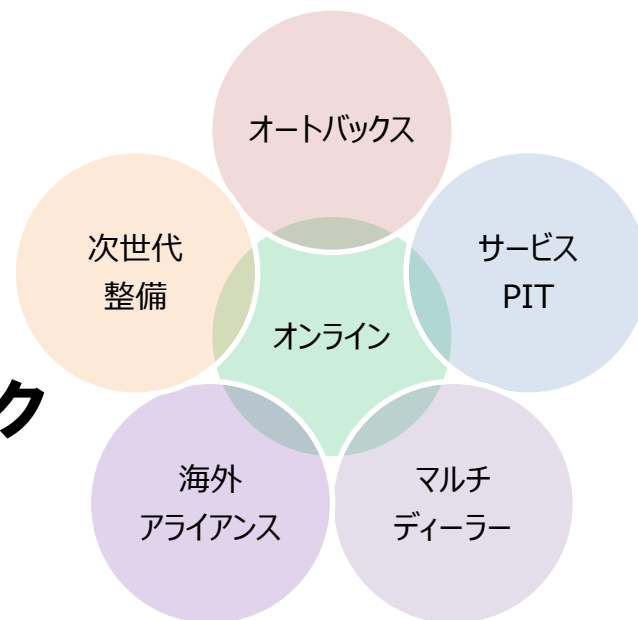 オートバックス
次世代
整備
サービス
PIT
オンライン
ク
海外
アライアンス
マルチ
ディーラー